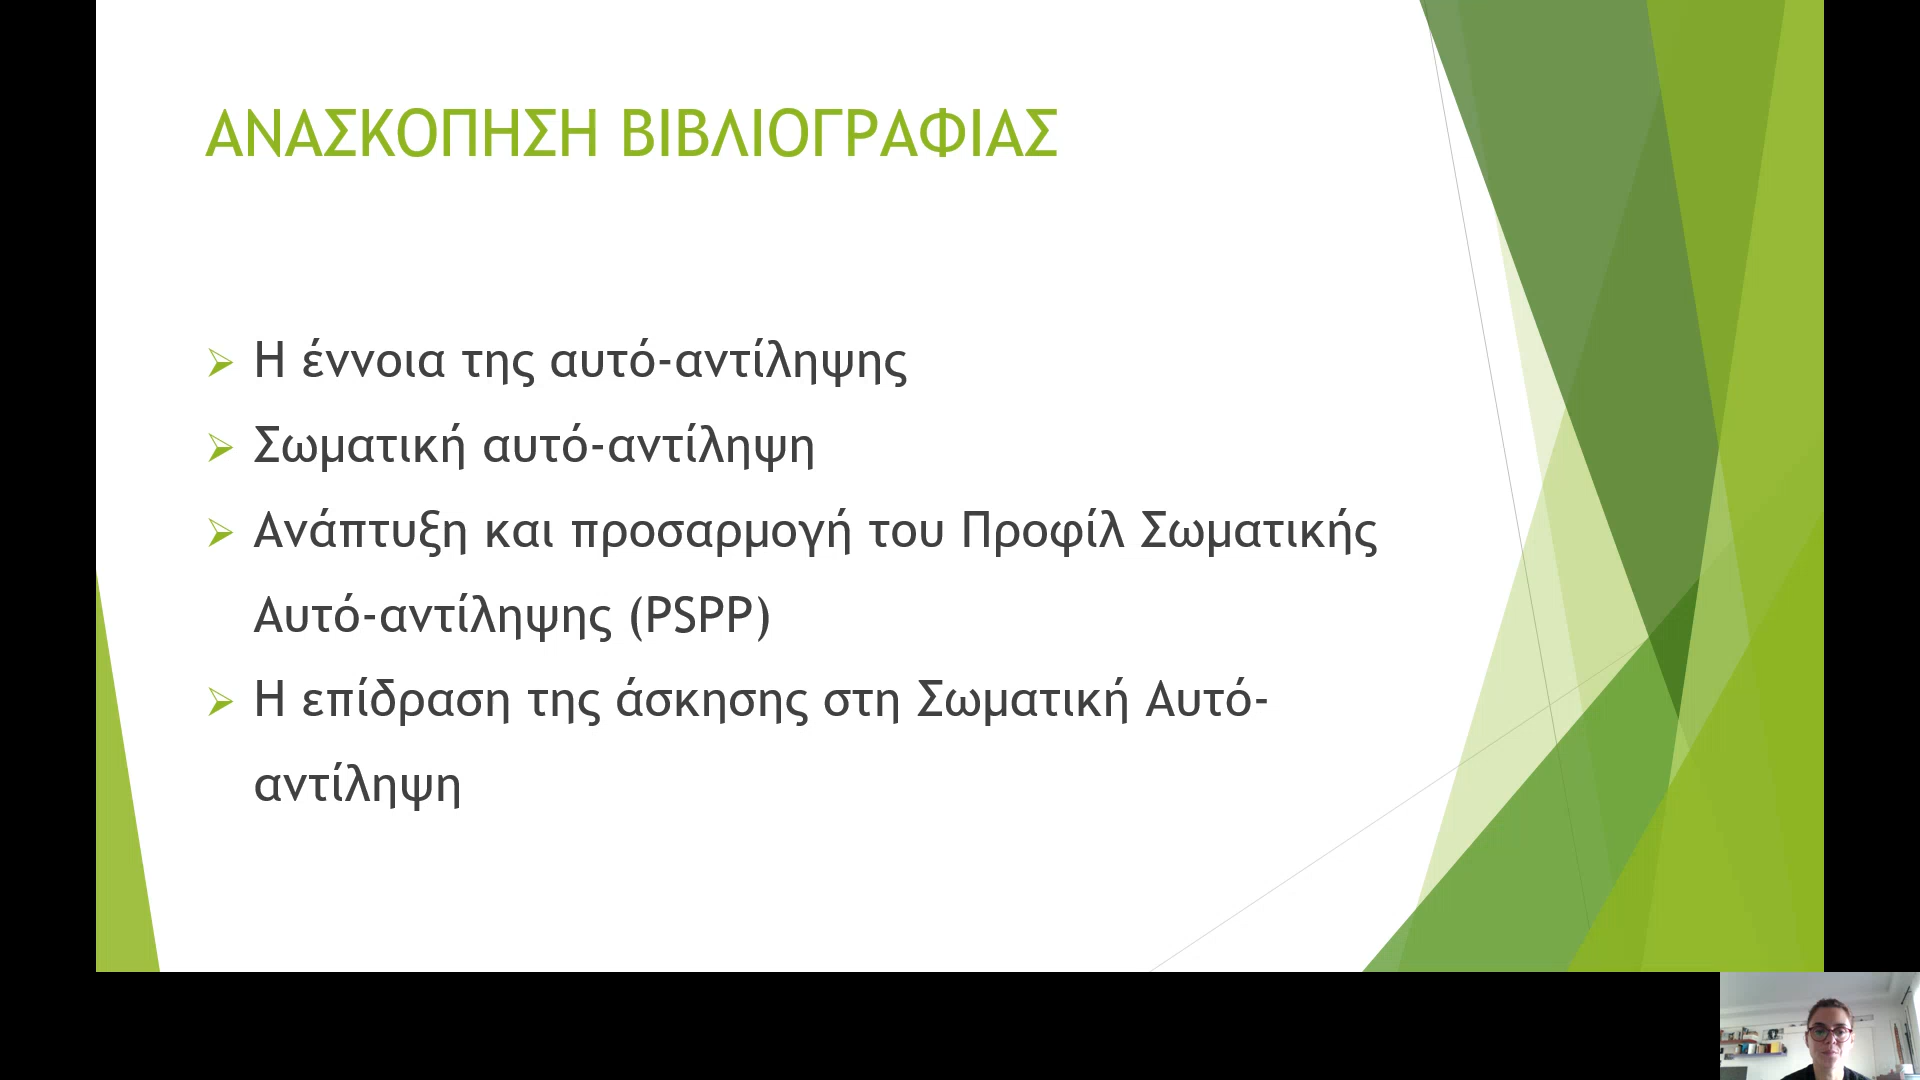 ΑΝΑΣΚΟΠΗΣΗ ΒΙΒΛΙΟΓΡΑΦΙΑΣ
Η έννοια της αυτό-αντίληψης
Σωματική αυτό-αντίληψη
Ανάπτυξη και προσαρμογή του Προφίλ Σωματικής
Αυτό-αντίληψης (PSPP)
Η επίδραση της άσκησης στη Σωματική Αυτό-
αντίληψη